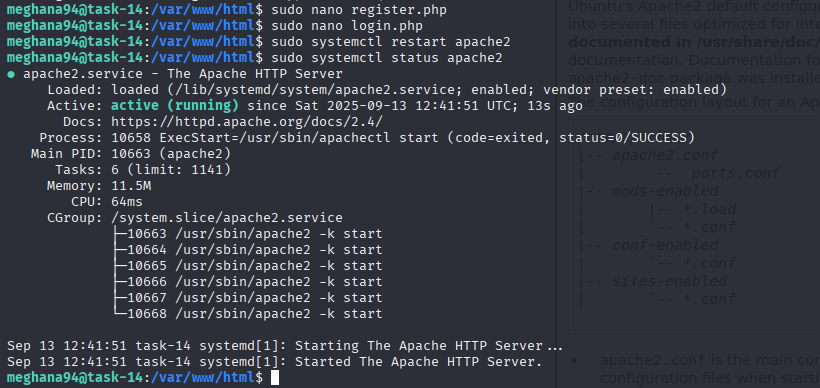 meghana94@task-14:/var/www/html$ sudo nano register.php
meghana94@task-14:/var/www/html$ sudo nano login.php
meghana94@task-14:/var/www/html$ sudo systemctl restart apache2
meghana94@task-14:/var/www/html$ sudo systemctl status apache2
● apache2.service - The Apache HTTP Server
     Loaded: loaded (/lib/systemd/system/apache2.service; enabled; vendor preset: enabled)
     Active: active (running) since Sat 2025-09-13 12:41:51 UTC; 13s ago
       Docs: https://httpd.apache.org/docs/2.4/
    Process: 10658 ExecStart=/usr/sbin/apachectl start (code=exited, status=0/SUCCESS)
   Main PID: 10663 (apache2)
      Tasks: 6 (limit: 1141)
     Memory: 11.5M
        CPU: 64ms
     CGroup: /system.slice/apache2.service
             ├─10663 /usr/sbin/apache2 -k start
             ├─10664 /usr/sbin/apache2 -k start
             ├─10665 /usr/sbin/apache2 -k start
             ├─10666 /usr/sbin/apache2 -k start
             ├─10667 /usr/sbin/apache2 -k start
             └─10668 /usr/sbin/apache2 -k start
Sep 13 12:41:51 task-14 systemd[1]: Starting The Apache HTTP Server...
Sep 13 12:41:51 task-14 systemd[1]: Started The Apache HTTP Server.
meghana94@task-14:/var/www/html$
Ubuntu's Apache2 default configu
into several files optimized for inte
documented in /usr/share/doc/
documentation. Documentation fo
apache2-doc package was installe
The configuration layout for an Ap
|-- apache2.conf
|       `--  ports.conf
|-- mods-enabled
|       |-- *.load
|       `-- *.conf
|-- conf-enabled
|       `-- *.conf
|-- sites-enabled
|       `-- *.conf
• apache2.conf is the main con
configuration files when starti